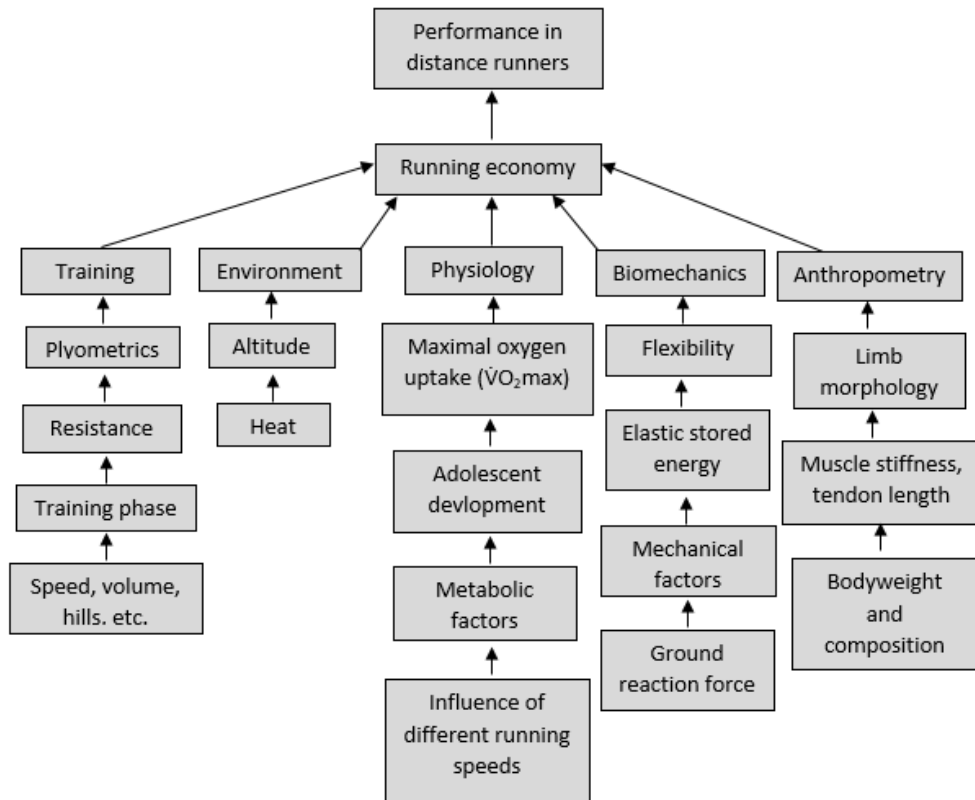 Performance in
distance runners
Running economy
Training
Environment
Physiology
Biomechanics
Anthropometry
Plyometrics
Altitude
Maximal oxygen
uptake (V̇O₂max)
Flexibility
Limb
morphology
Resistance
Heat
Elastic stored
energy
Adolescent
devlopment
Muscle stiffness,
tendon length
Training phase
Mechanical
factors
Speed, volume,
hills. etc.
Metabolic
factors
Bodyweight
and
composition
Ground
reaction force
Influence of
different running
speeds